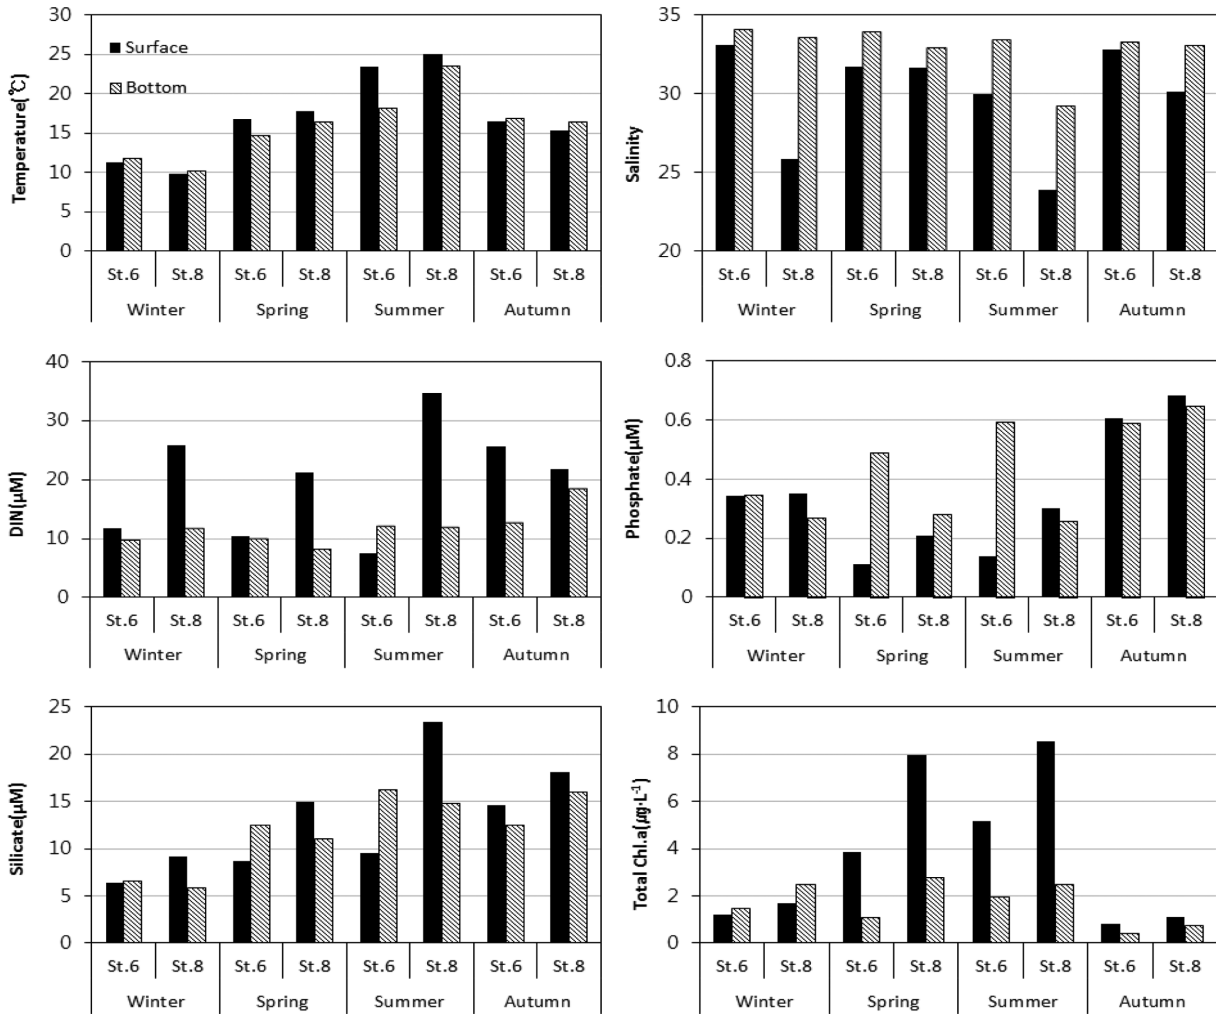 30
25
20
15
10
5
0
Temperature(℃)
Surface
Bottom
St.6 St.8 St.6 St.8 St.6 St.8 St.6 St.8
Winter Spring Summer Autumn
35
30
25
20
Salinity
St.6 St.8 St.6 St.8 St.6 St.8 St.6 St.8
Winter Spring Summer Autumn
40
30
20
10
0
DIN(μM)
St.6 St.8 St.6 St.8 St.6 St.8 St.6 St.8
Winter Spring Summer Autumn
0.8
0.6
0.4
0.2
0
Phosphate(μM)
St.6 St.8 St.6 St.8 St.6 St.8 St.6 St.8
Winter Spring Summer Autumn
25
20
15
10
5
0
Silicate(μM)
St.6 St.8 St.6 St.8 St.6 St.8 St.6 St.8
Winter Spring Summer Autumn
10
8
6
4
2
0
Total Chl.a(㎍·L⁻¹)
St.6 St.8 St.6 St.8 St.6 St.8 St.6 St.8
Winter Spring Summer Autumn